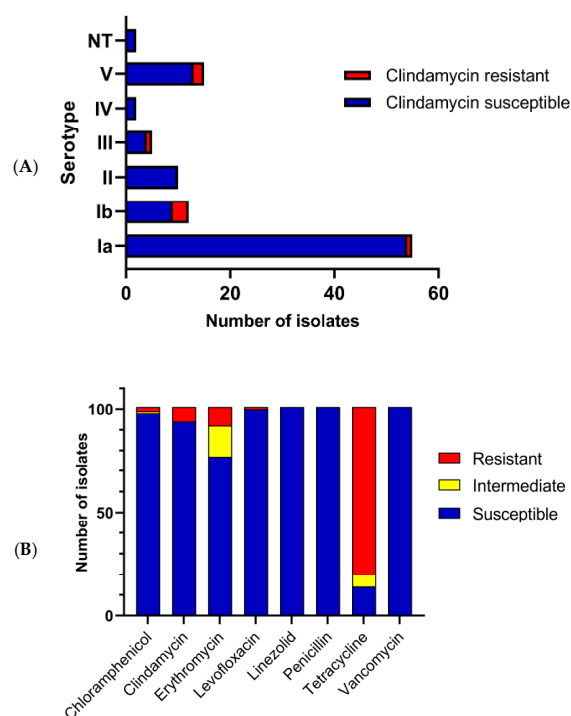 (A)
Serotype
NT
V
IV
III
II
Ib
Ia
0 20 40 60
Number of isolates
Clindamycin resistant
Clindamycin susceptible
(B)
Number of isolates
100
50
0
Chloramphenicol
Clindamycin
Erythromycin
Levofloxacin
Linezolid
Penicillin
Tetracycline
Vancomycin
Resistant
Intermediate
Susceptible